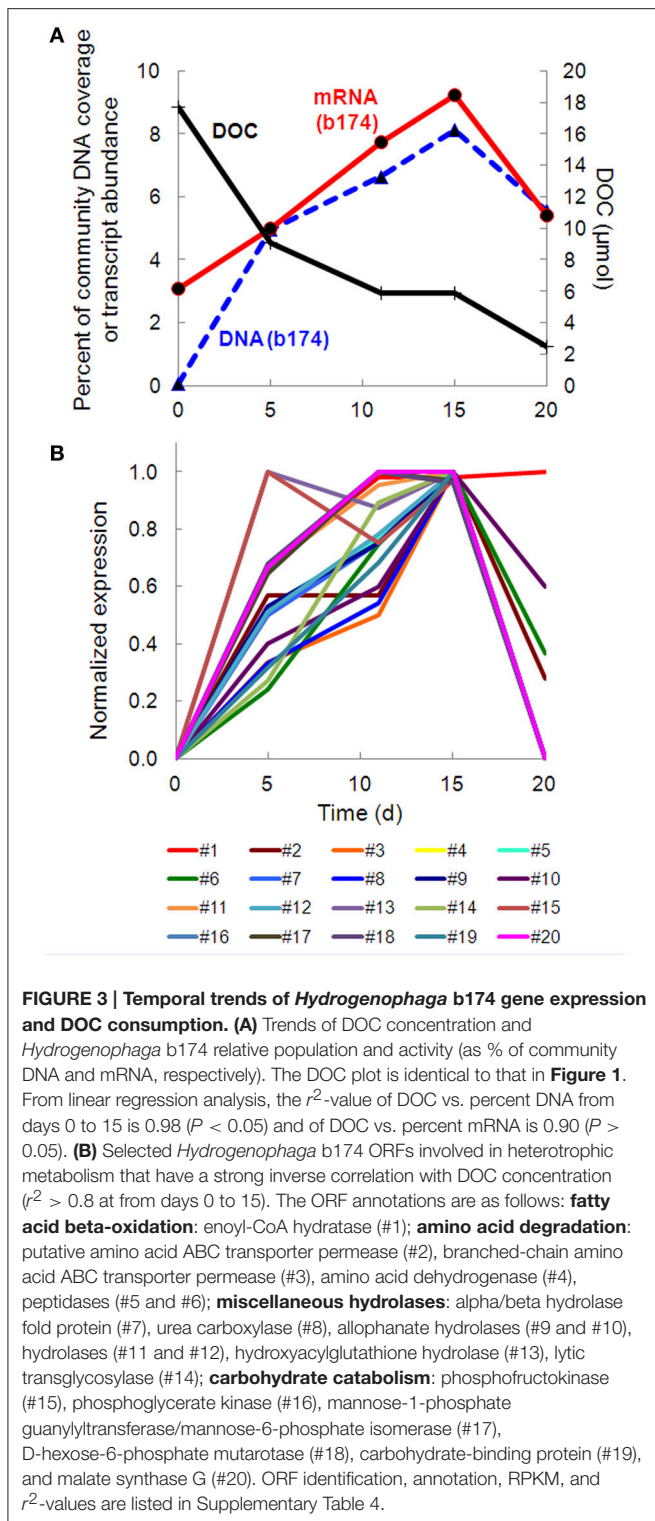 A
Percent of community DNA coverage
or transcript abundance
10
8
6
4
2
0
DOC
mRNA
(b174)
DNA (b174)
20
18
16
14
12
10
8
6
4
2
0
DOC (µmol)
0 5 10 15 20
B
Normalized expression
1.0
0.8
0.6
0.4
0.2
0.0
0 5 10 15 20
Time (d)
#1 #2 #3 #4 #5
#6 #7 #8 #9 #10
#11 #12 #13 #14 #15
#16 #17 #18 #19 #20
FIGURE 3 | Temporal trends of Hydrogenophaga b174 gene expression
and DOC consumption. (A) Trends of DOC concentration and
Hydrogenophaga b174 relative population and activity (as % of community
DNA and mRNA, respectively). The DOC plot is identical to that in Figure 1.
From linear regression analysis, the r²-value of DOC vs. percent DNA from
days 0 to 15 is 0.98 (P < 0.05) and of DOC vs. percent mRNA is 0.90 (P >
0.05). (B) Selected Hydrogenophaga b174 ORFs involved in heterotrophic
metabolism that have a strong inverse correlation with DOC concentration
(r² > 0.8 at from days 0 to 15). The ORF annotations are as follows: fatty
acid beta-oxidation: enoyl-CoA hydratase (#1); amino acid degradation:
putative amino acid ABC transporter permease (#2), branched-chain amino
acid ABC transporter permease (#3), amino acid dehydrogenase (#4),
peptidases (#5 and #6); miscellaneous hydrolases: alpha/beta hydrolase
fold protein (#7), urea carboxylase (#8), allophanate hydrolases (#9 and #10),
hydrolases (#11 and #12), hydroxyacylglutathione hydrolase (#13), lytic
transglycosylase (#14); carbohydrate catabolism: phosphofructokinase
(#15), phosphoglycerate kinase (#16), mannose-1-phosphate
guanylyltransferase/mannose-6-phosphate isomerase (#17),
D-hexose-6-phosphate mutarotase (#18), carbohydrate-binding protein (#19),
and malate synthase G (#20). ORF identification, annotation, RPKM, and
r²-values are listed in Supplementary Table 4.